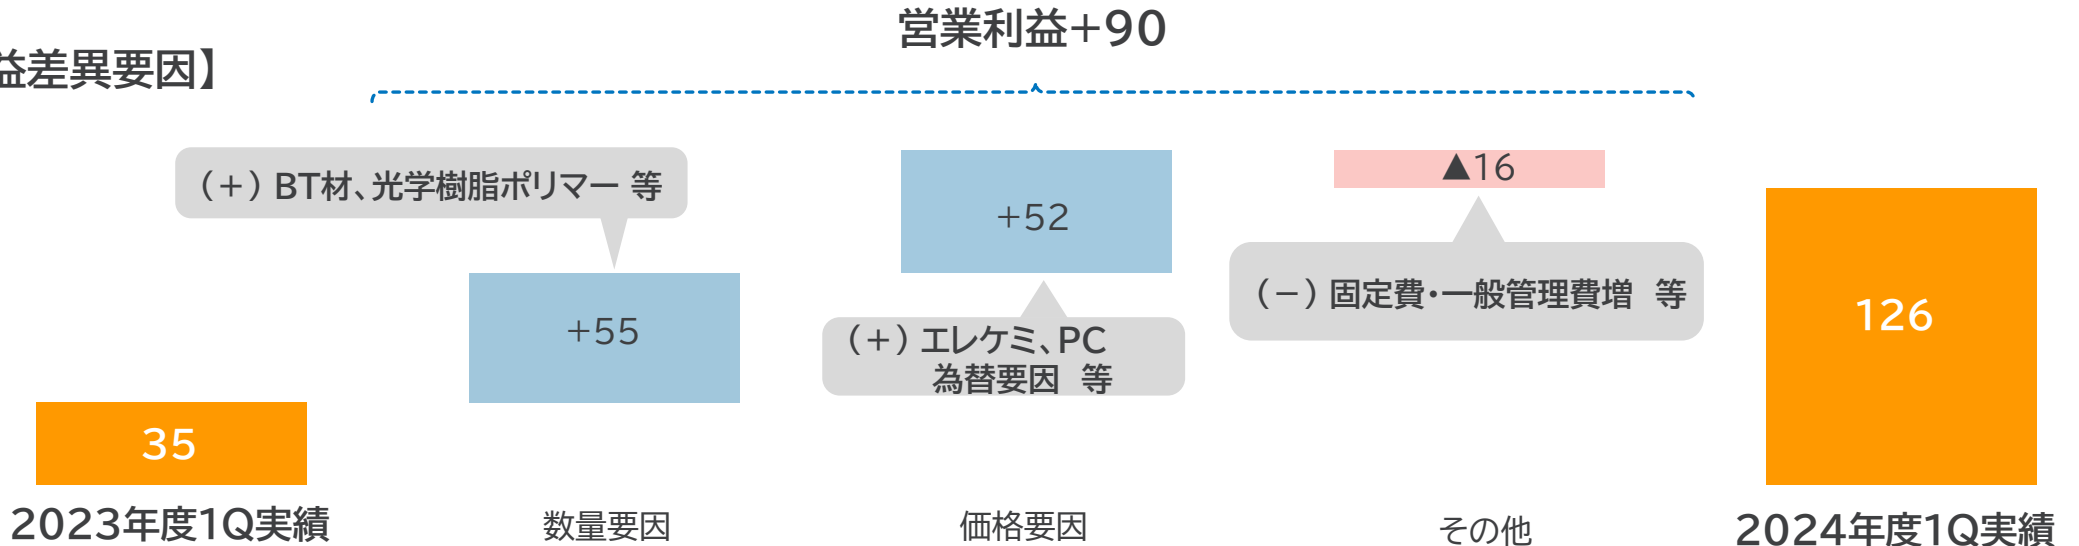 営業利益+90
益差異要因】
(+) BT材、光学樹脂ポリマー 等
+55
+52
(+) エレケミ、PC
為替要因 等
▲16
(-) 固定費・一般管理費増 等
35
126
2023年度1Q実績
数量要因
価格要因
その他
2024年度1Q実績